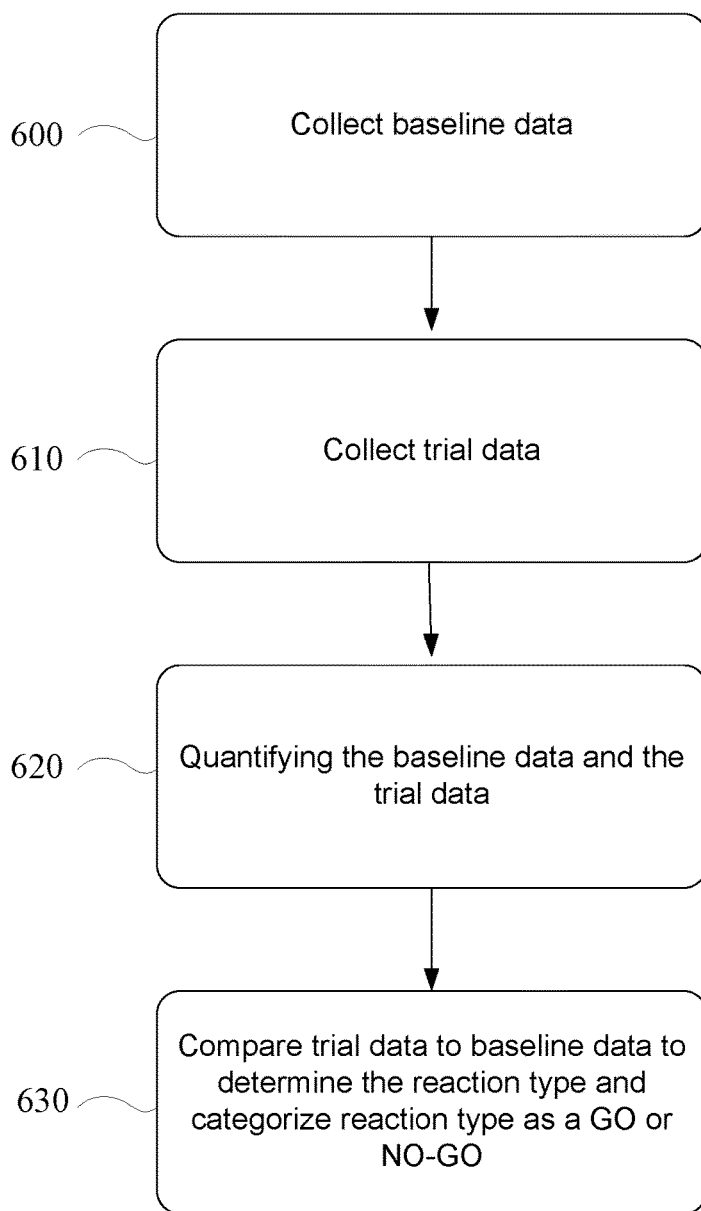 600
Collect baseline data
610
Collect trial data
620
Quantifying the baseline data and the
trial data
630
Compare trial data to baseline data to
determine the reaction type and
categorize reaction type as a GO or
NO-GO